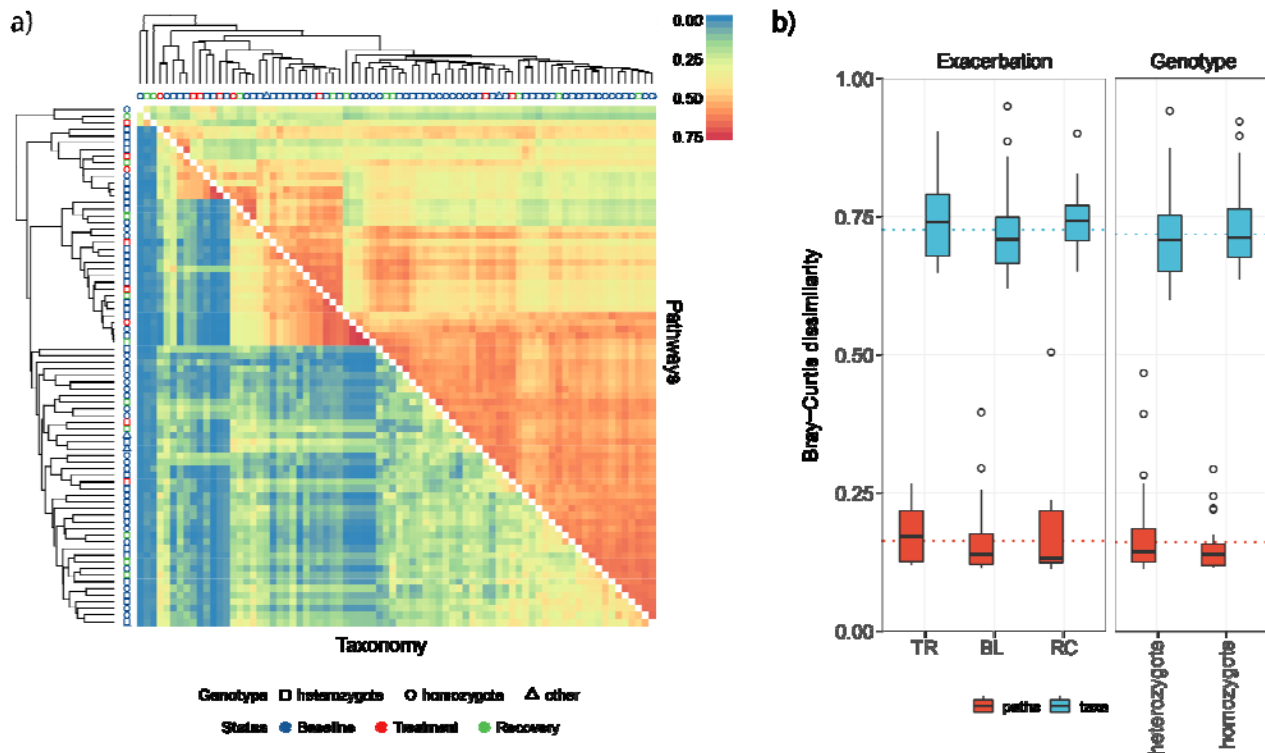 a)
0.00
0.25
0.50
0.75
Pathways
Taxonomy
Genotype heterozygote homozygote other
Status Baseline Treatment Recovery
b)
Exacerbation Genotype
Bray-Curtis dissimilarity
1.00
0.75
0.50
0.25
0.00
TR BL RC heterozygote homozygote
paths taxa